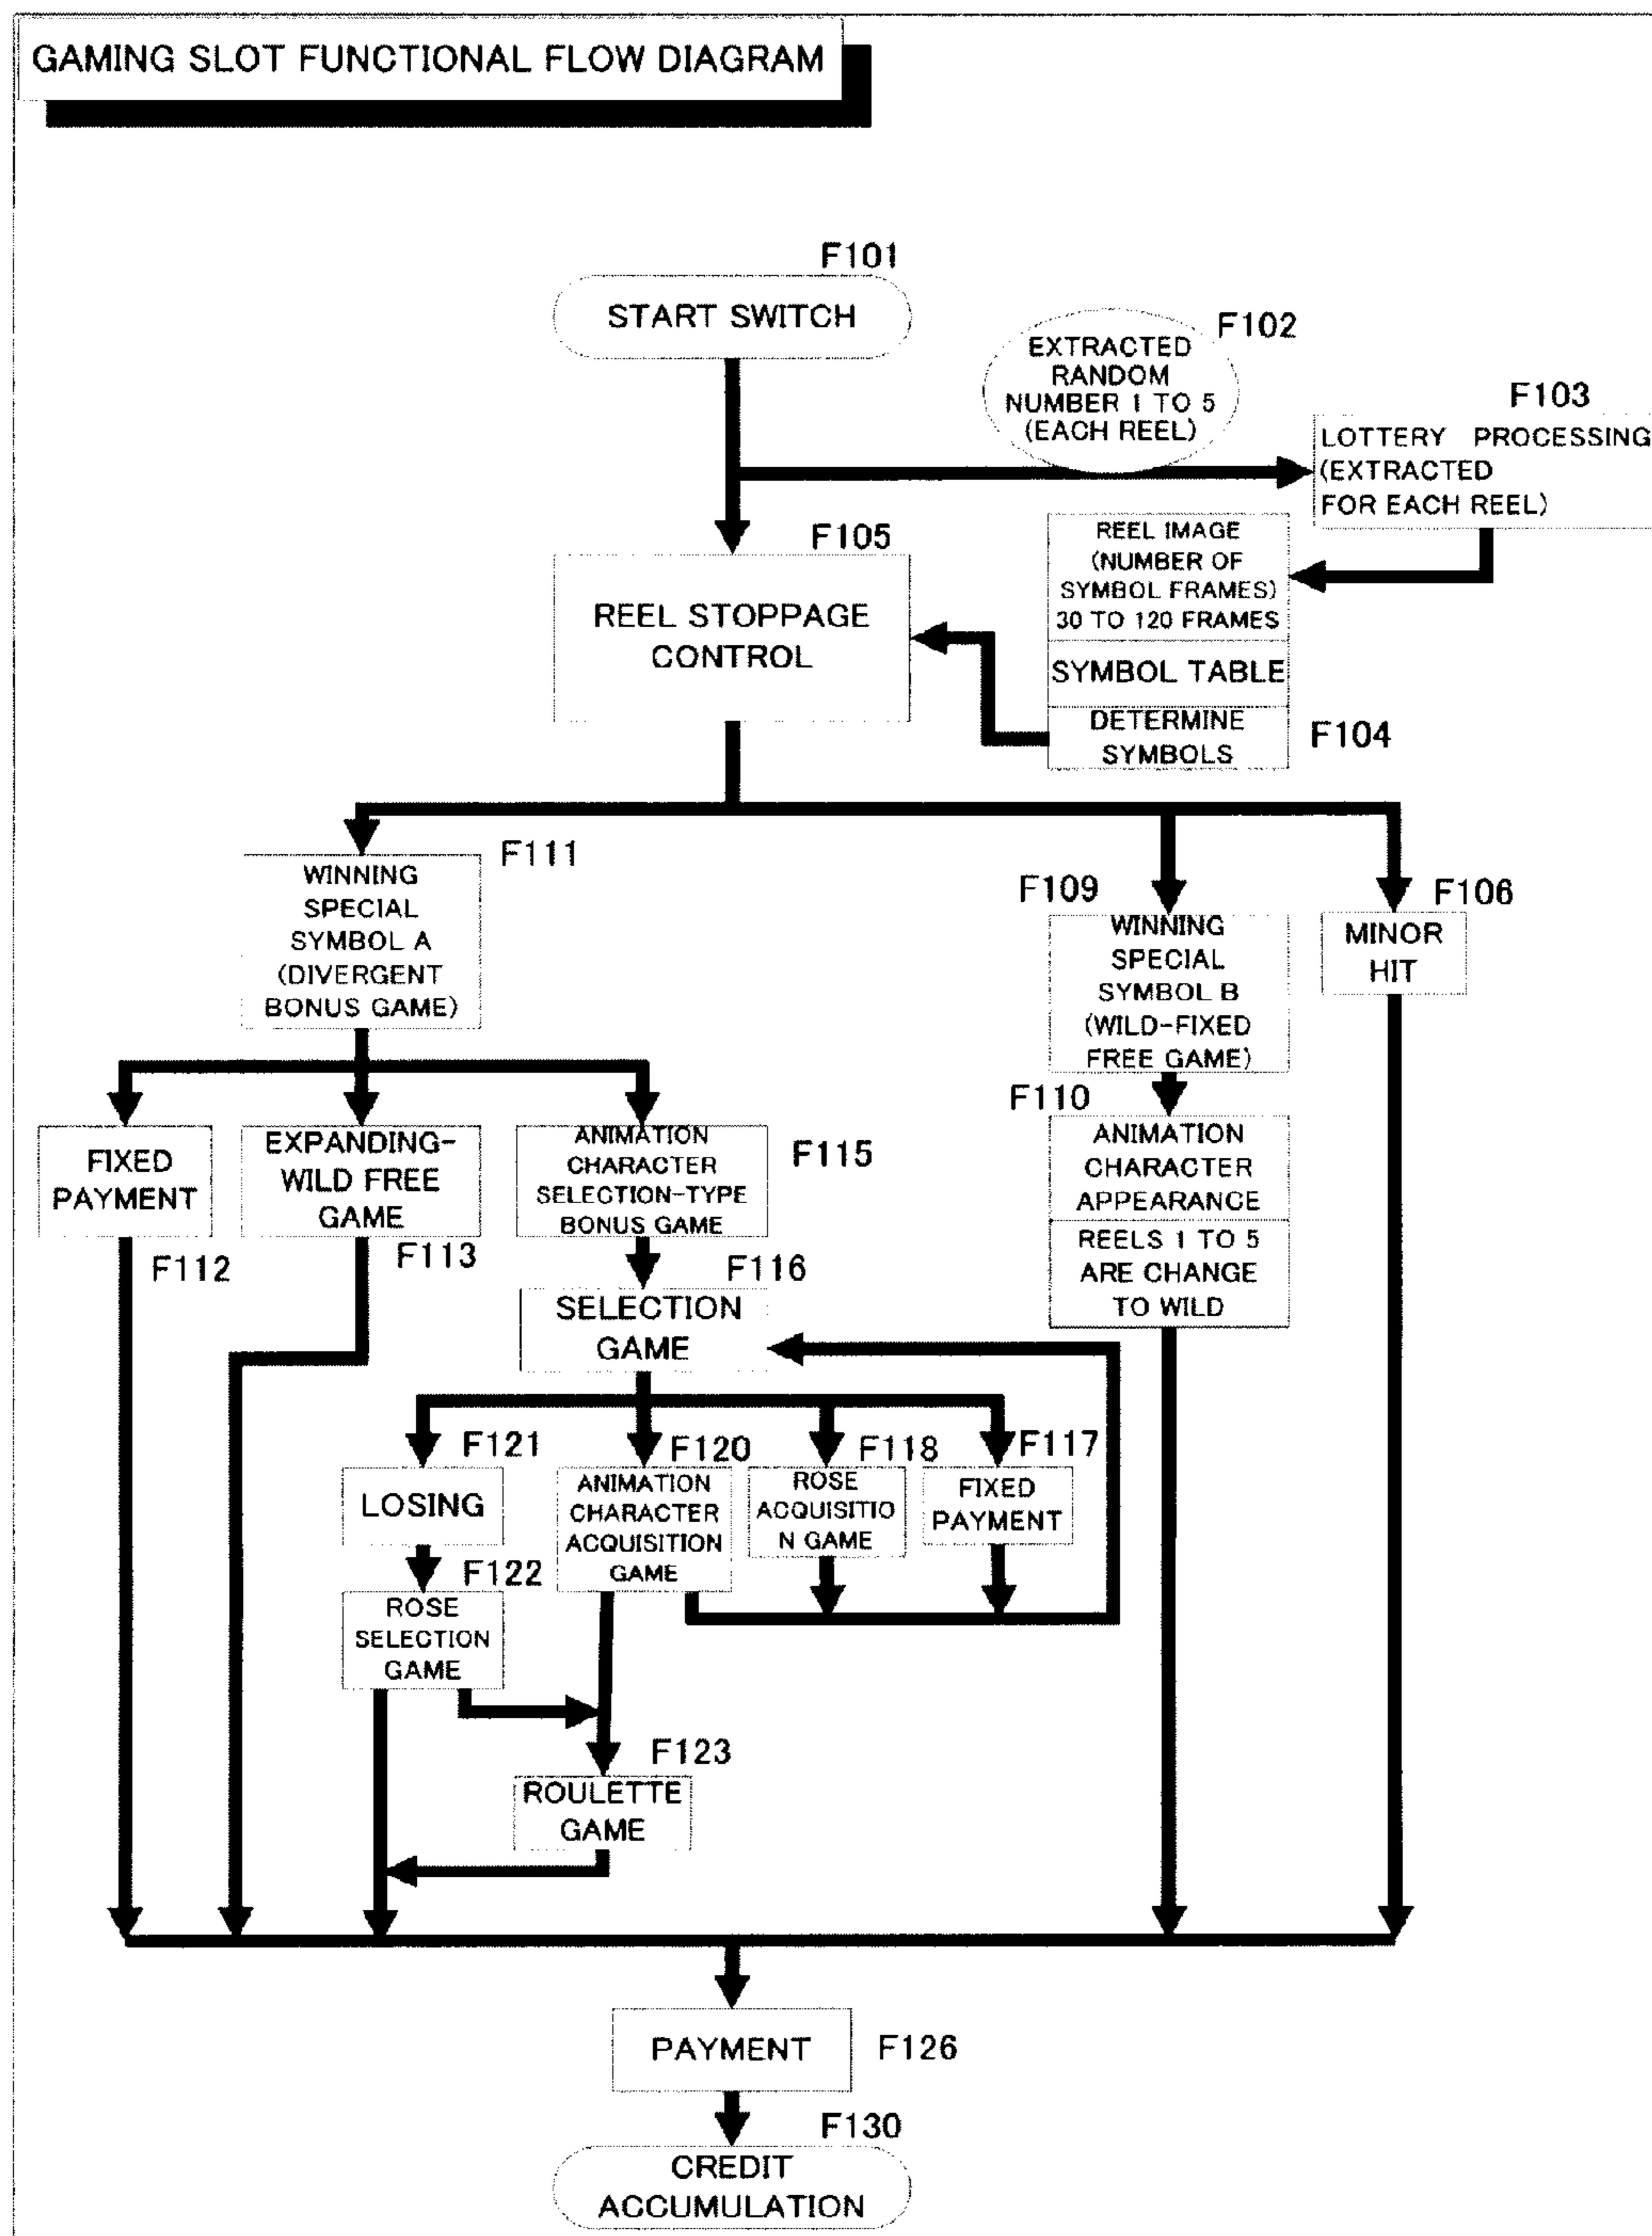 GAMING SLOT FUNCTIONAL FLOW DIAGRAM
F101
START SWITCH
F102
EXTRACTED
RANDOM
NUMBER 1 TO 5
(EACH REEL)
F103
LOTTERY PROCESSING
(EXTRACTED
FOR EACH REEL)
F105
REEL STOPPAGE
CONTROL
REEL IMAGE
(NUMBER OF
SYMBOL FRAMES)
30 TO 120 FRAMES
SYMBOL TABLE
DETERMINE
SYMBOLS
F104
F111
WINNING
SPECIAL
SYMBOL A
(DIVERGENT
BONUS GAME)
F109
WINNING
SPECIAL
SYMBOL B
(WILD-FIXED
FREE GAME)
F106
MINOR
HIT
F110
ANIMATION
CHARACTER
APPEARANCE
REELS 1 TO 5
ARE CHANGE
TO WILD
FIXED
PAYMENT
F112
EXPANDING-
WILD FREE
GAME
F113
ANIMATION
CHARACTER
SELECTION-TYPE
BONUS GAME
F115
F116
SELECTION
GAME
F121
LOSING
F120
ANIMATION
CHARACTER
ACQUISITION
GAME
F118
ROSE
ACQUISITIO
N GAME
F117
FIXED
PAYMENT
F122
ROSE
SELECTION
GAME
F123
ROULETTE
GAME
PAYMENT
F126
F130
CREDIT
ACCUMULATION